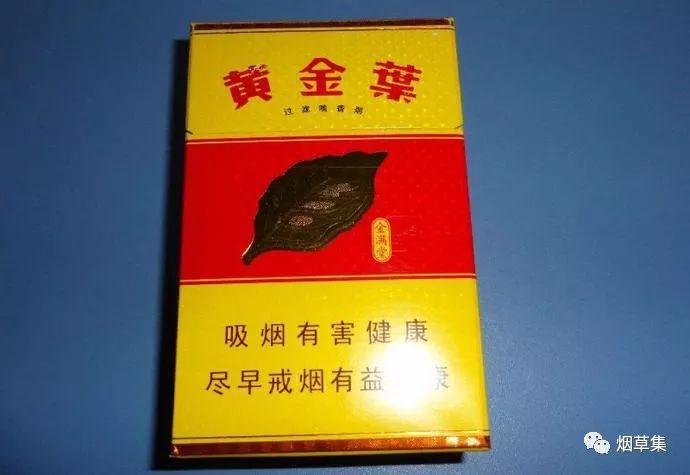 黄金葉
过滤嘴香烟
金满堂
吸烟有害健康
尽早戒烟有益 康
烟草集